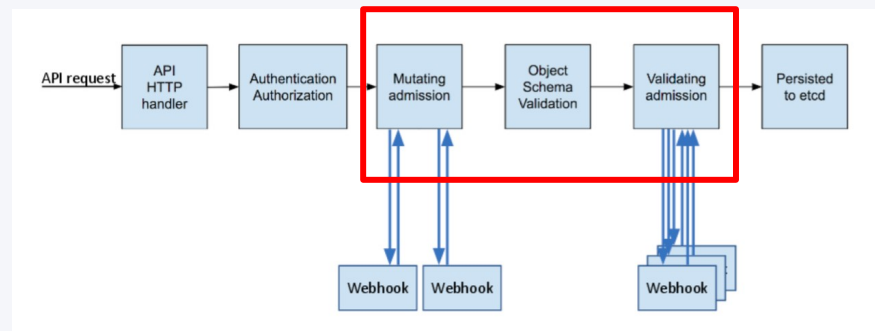 API request
API
HTTP
handler
Authentication
Authorization
Mutating
admission
Object
Schema
Validation
Validating
admission
Persisted
to etcd
Webhook
Webhook
Webhook